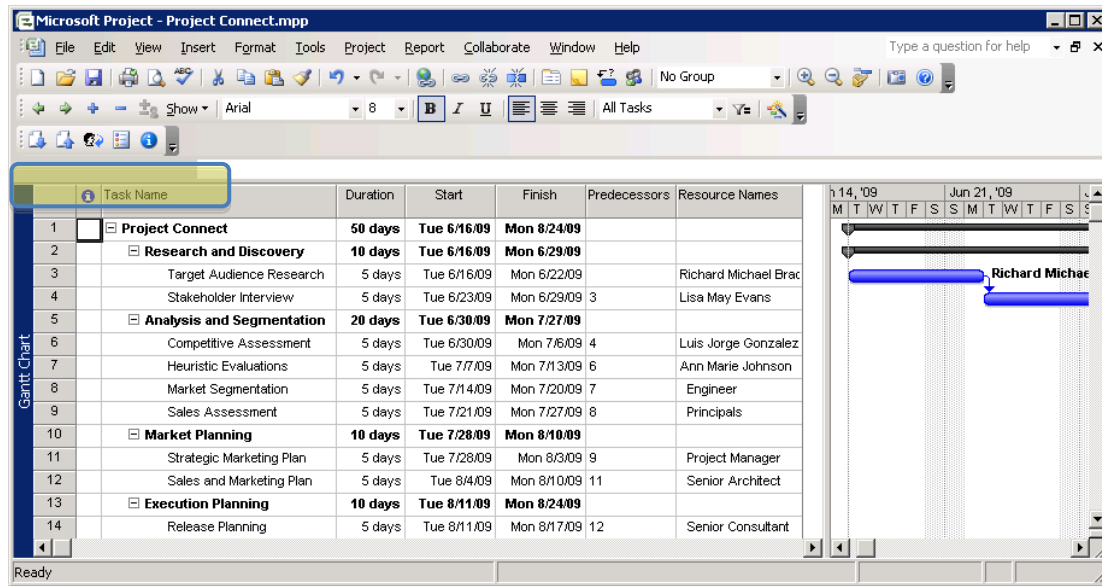 Microsoft Project - Project Connect.mpp
File Edit View Insert Format Tools Project Report Collaborate Window Help Type a question for help
No Group
Show Arial 8 B I U All Tasks
Task Name Duration Start Finish Predecessors Resource Names 14, '09 Jun 21, '09
M T W T F S S M T W T F S S
1 Project Connect 50 days Tue 6/16/09 Mon 8/24/09
2 Research and Discovery 10 days Tue 6/16/09 Mon 6/29/09
3 Target Audience Research 5 days Tue 6/16/09 Mon 6/22/09 Richard Michael Brac Richard Michae
4 Stakeholder Interview 5 days Tue 6/23/09 Mon 6/29/09 3 Lisa May Evans
5 Analysis and Segmentation 20 days Tue 6/30/09 Mon 7/27/09
6 Competitive Assessment 5 days Tue 6/30/09 Mon 7/6/09 4 Luis Jorge Gonzalez
7 Heuristic Evaluations 5 days Tue 7/7/09 Mon 7/13/09 6 Ann Marie Johnson
8 Market Segmentation 5 days Tue 7/14/09 Mon 7/20/09 7 Engineer
9 Sales Assessment 5 days Tue 7/21/09 Mon 7/27/09 8 Principals
10 Market Planning 10 days Tue 7/28/09 Mon 8/10/09
11 Strategic Marketing Plan 5 days Tue 7/28/09 Mon 8/3/09 9 Project Manager
12 Sales and Marketing Plan 5 days Tue 8/4/09 Mon 8/10/09 11 Senior Architect
13 Execution Planning 10 days Tue 8/11/09 Mon 8/24/09
14 Release Planning 5 days Tue 8/11/09 Mon 8/17/09 12 Senior Consultant
Gantt Chart
Ready